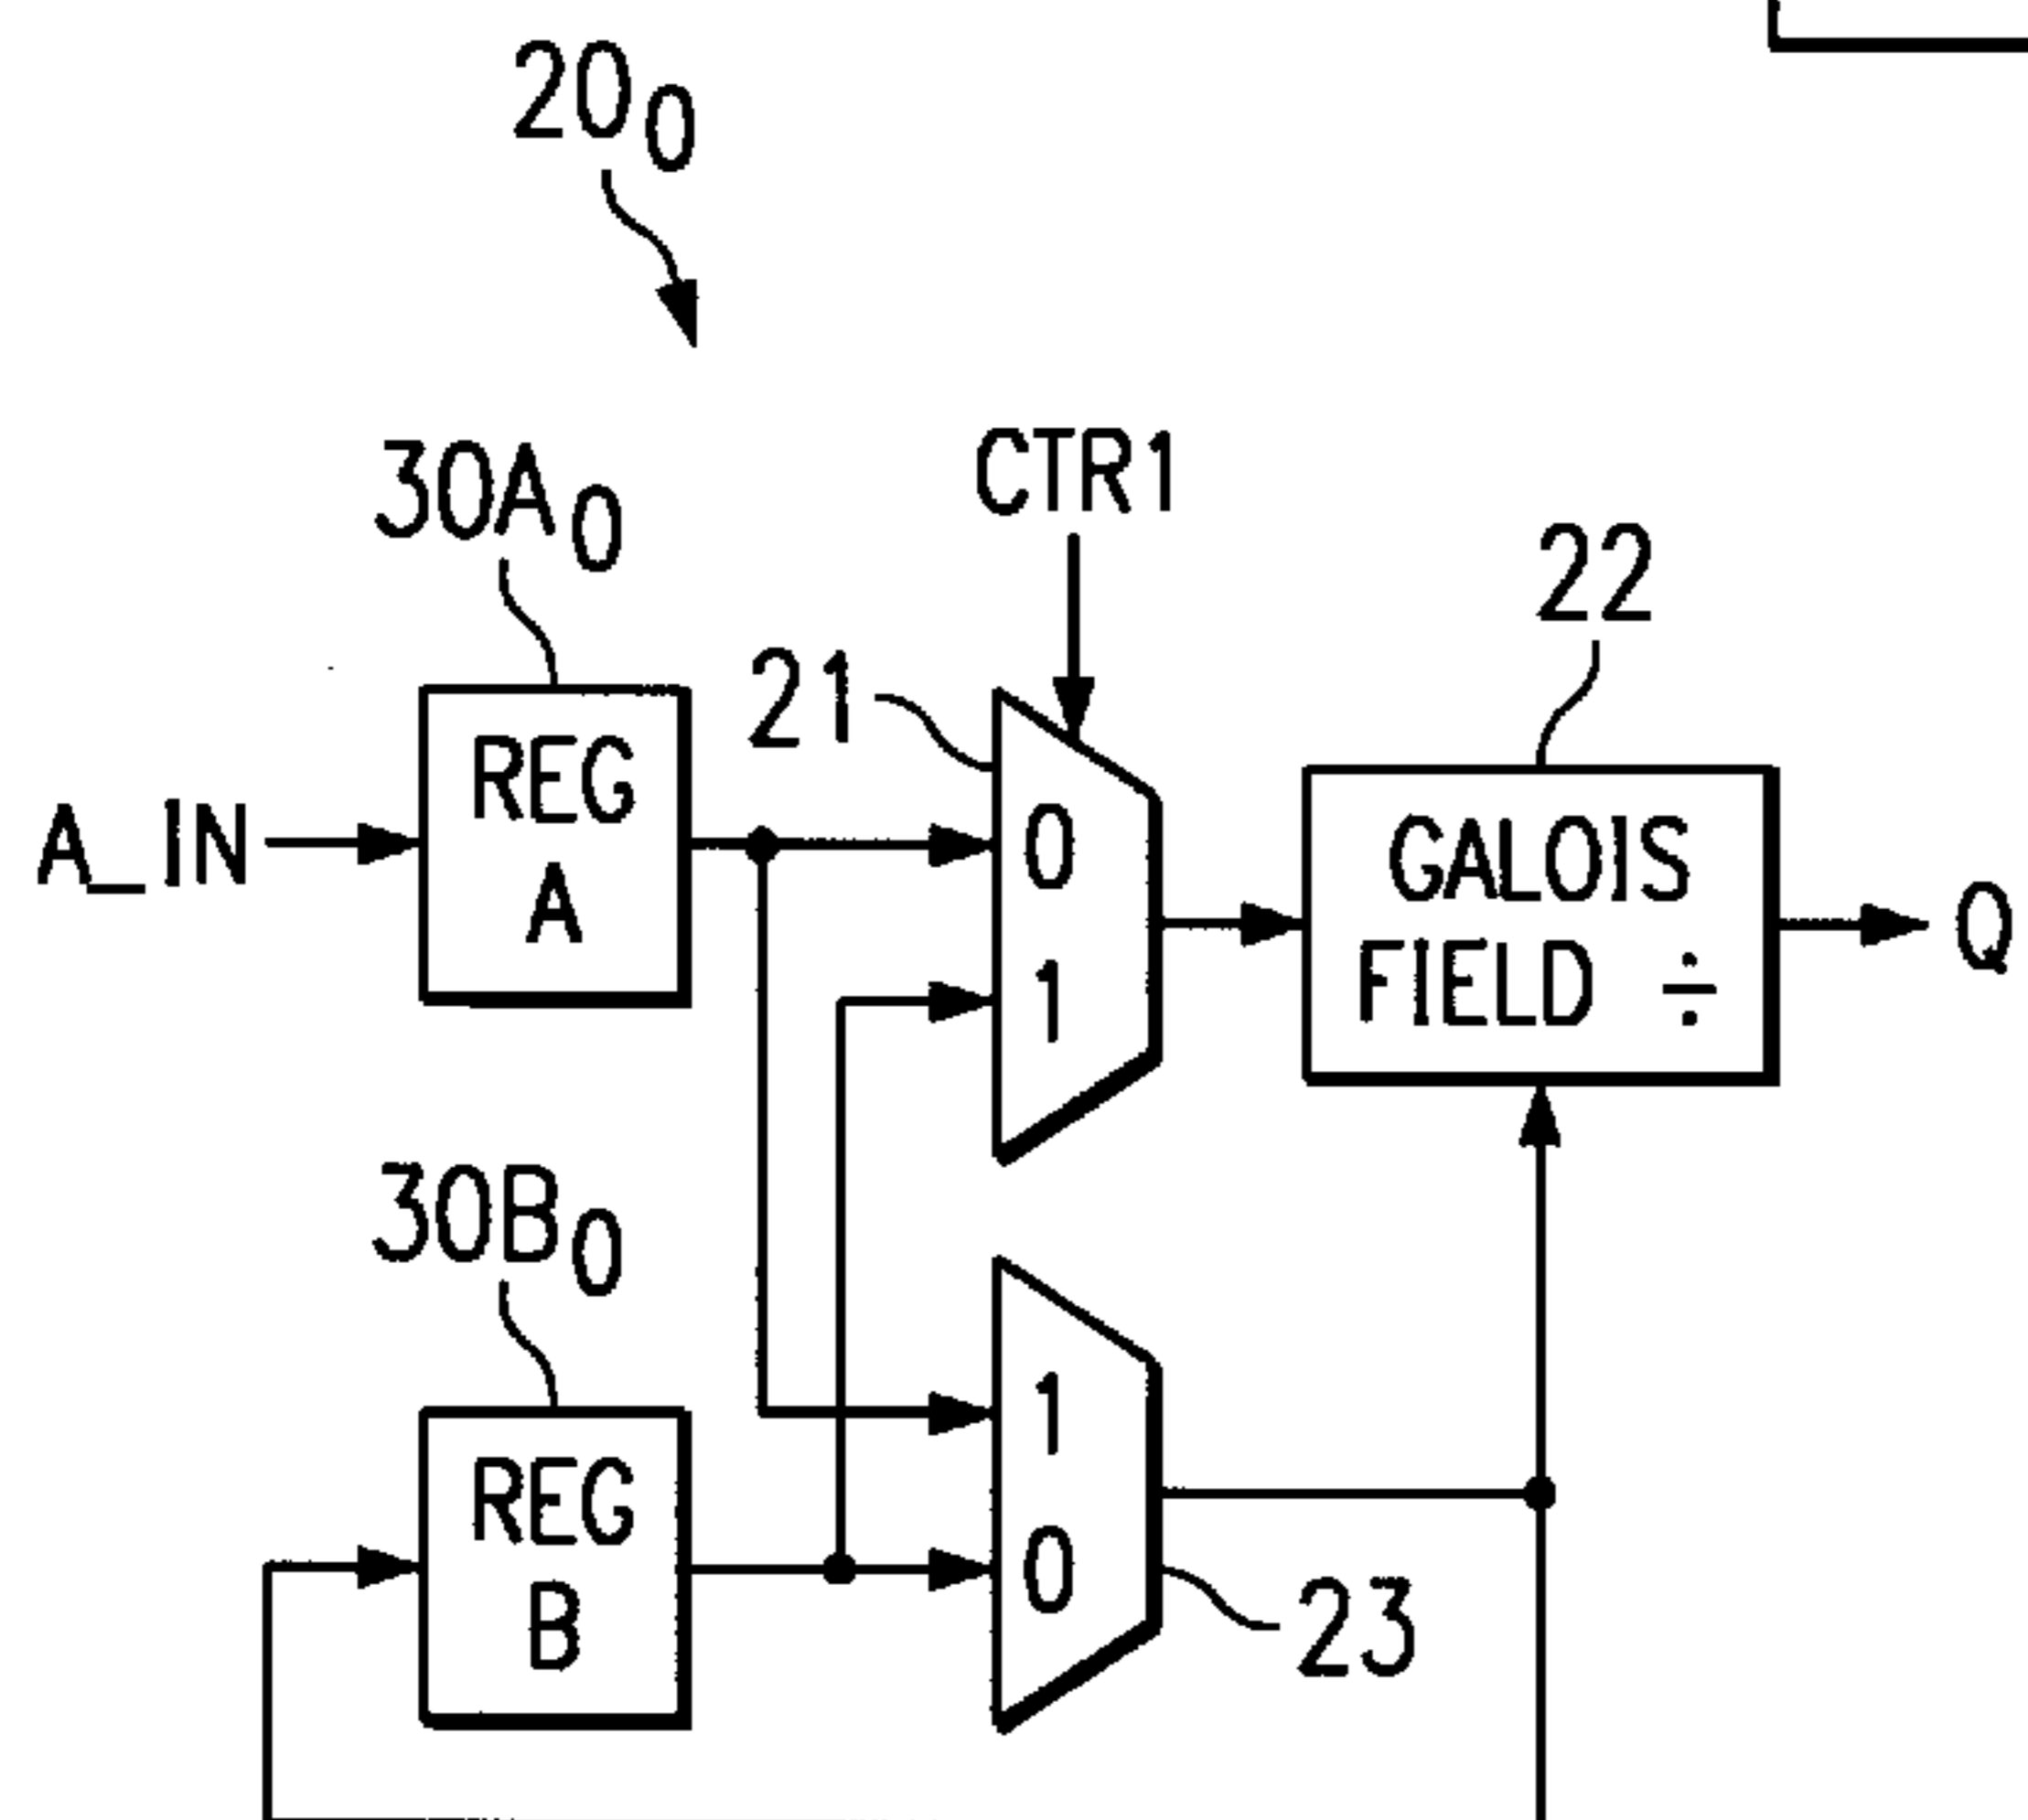 20₀
30A₀
CTR1
22
21
REG
A
A_IN
0
1
GALOIS
FIELD ÷
Q
30B₀
REG
B
1
0
23